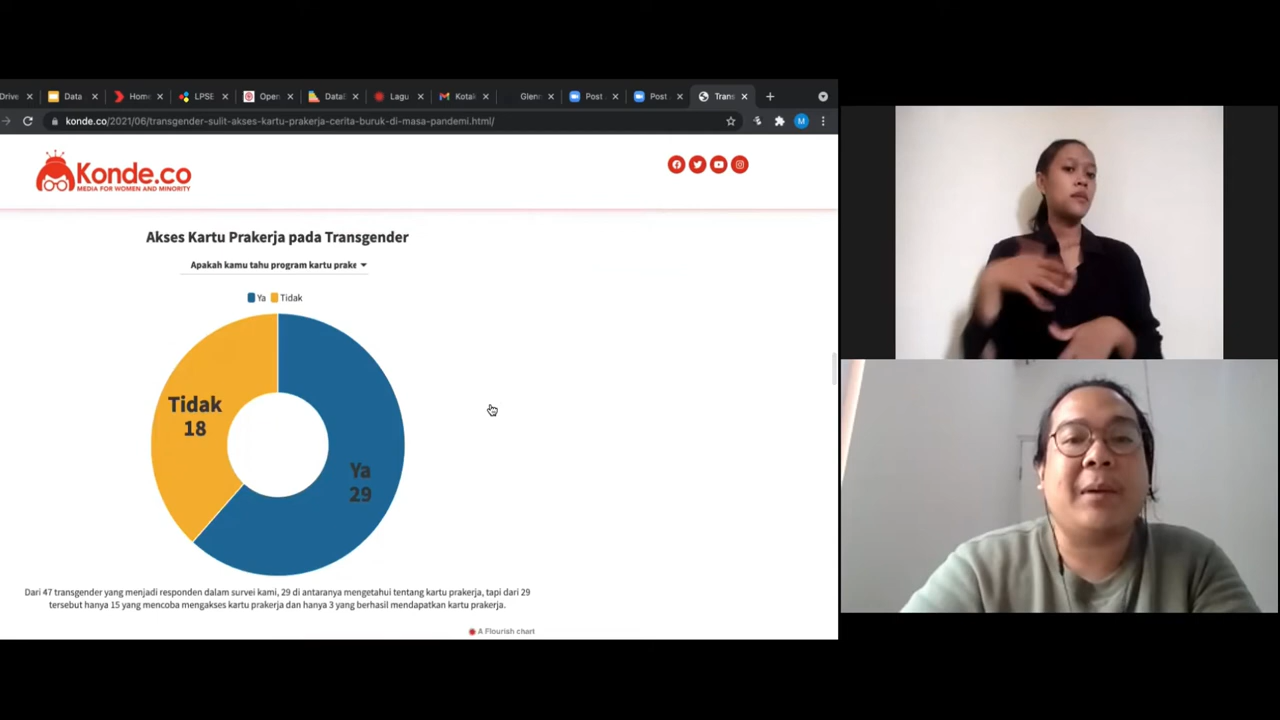 Drive
Data
Home
LPSE
Open
DataE
Lagu
Kotak
Glenn
Post
Post
Trans
konde.co/2021/06/transgender-sulit-akses-kartu-prakerja-cerita-buruk-di-masa-pandemi.html/
M
Konde.co
MEDIA FOR WOMEN AND MINORITY
Akses Kartu Prakerja pada Transgender
Apakah kamu tahu program kartu prake
Ya Tidak
Tidak
18
Ya
29
Dari 47 transgender yang menjadi responden dalam survei kami, 29 di antaranya mengetahui tentang kartu prakerja, tapi dari 29
tersebut hanya 15 yang mencoba mengakses kartu prakerja dan hanya 3 yang berhasil mendapatkan kartu prakerja.
A Flourish chart